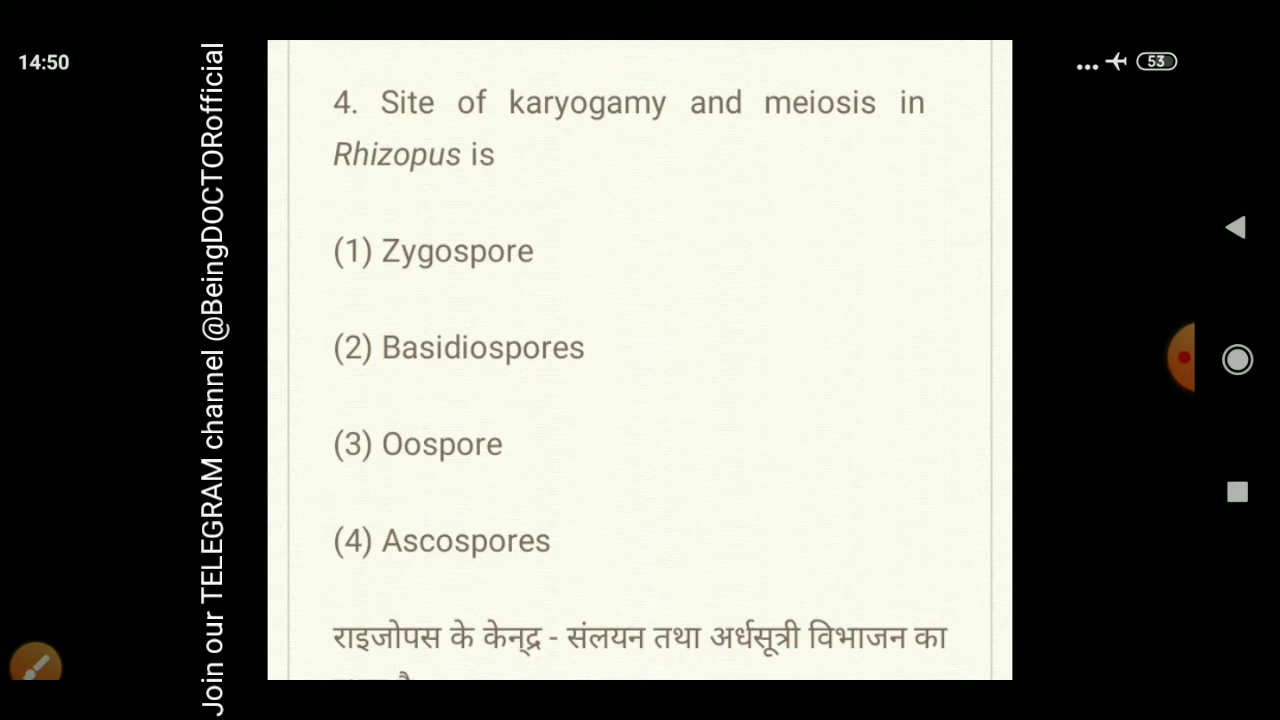 14:50
53
Join our TELEGRAM channel @BeingDOCTORofficial
4. Site of karyogamy and meiosis in
Rhizopus is
(1) Zygospore
(2) Basidiospores
(3) Oospore
(4) Ascospores
राइजोपस के केन्द्र - संलयन तथा अर्धसूत्री विभाजन का